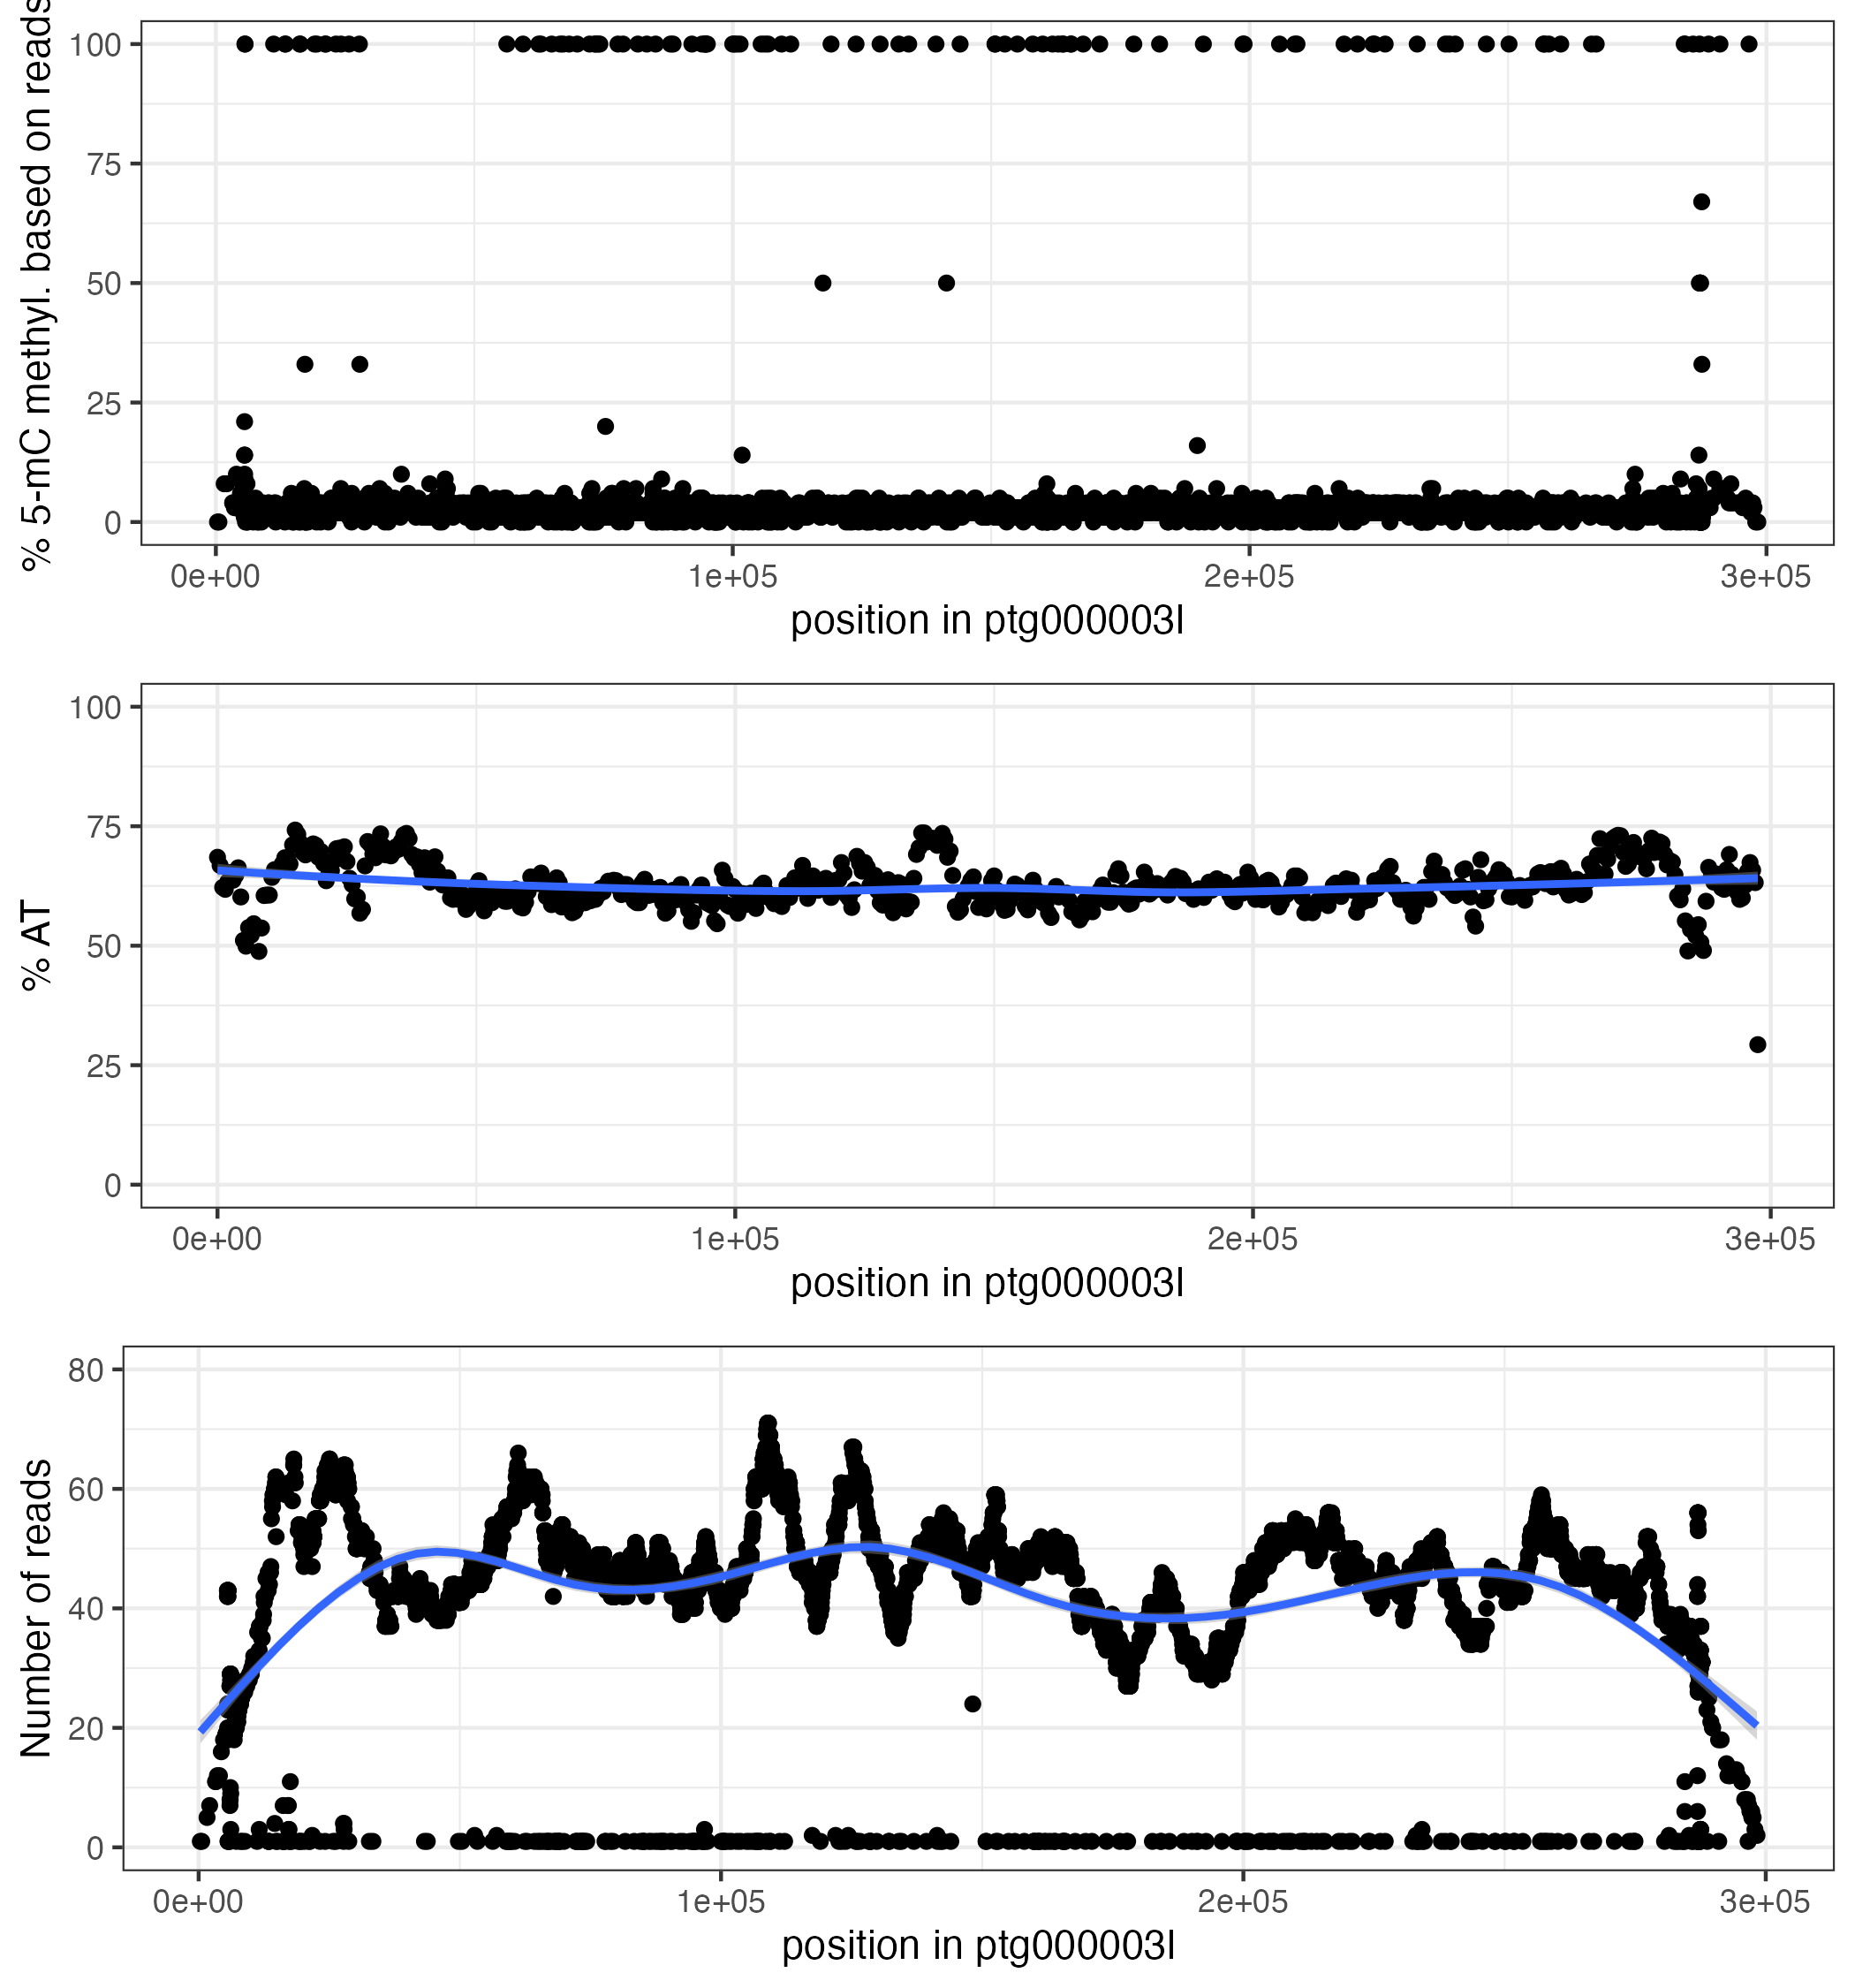 % 5-mC methyl. based on reads
100
75
50
25
0
0e+00 1e+05 2e+05 3e+05
position in ptg000003l
% AT
100
75
50
25
0
0e+00 1e+05 2e+05 3e+05
position in ptg000003l
Number of reads
80
60
40
20
0
0e+00 1e+05 2e+05 3e+05
position in ptg000003l